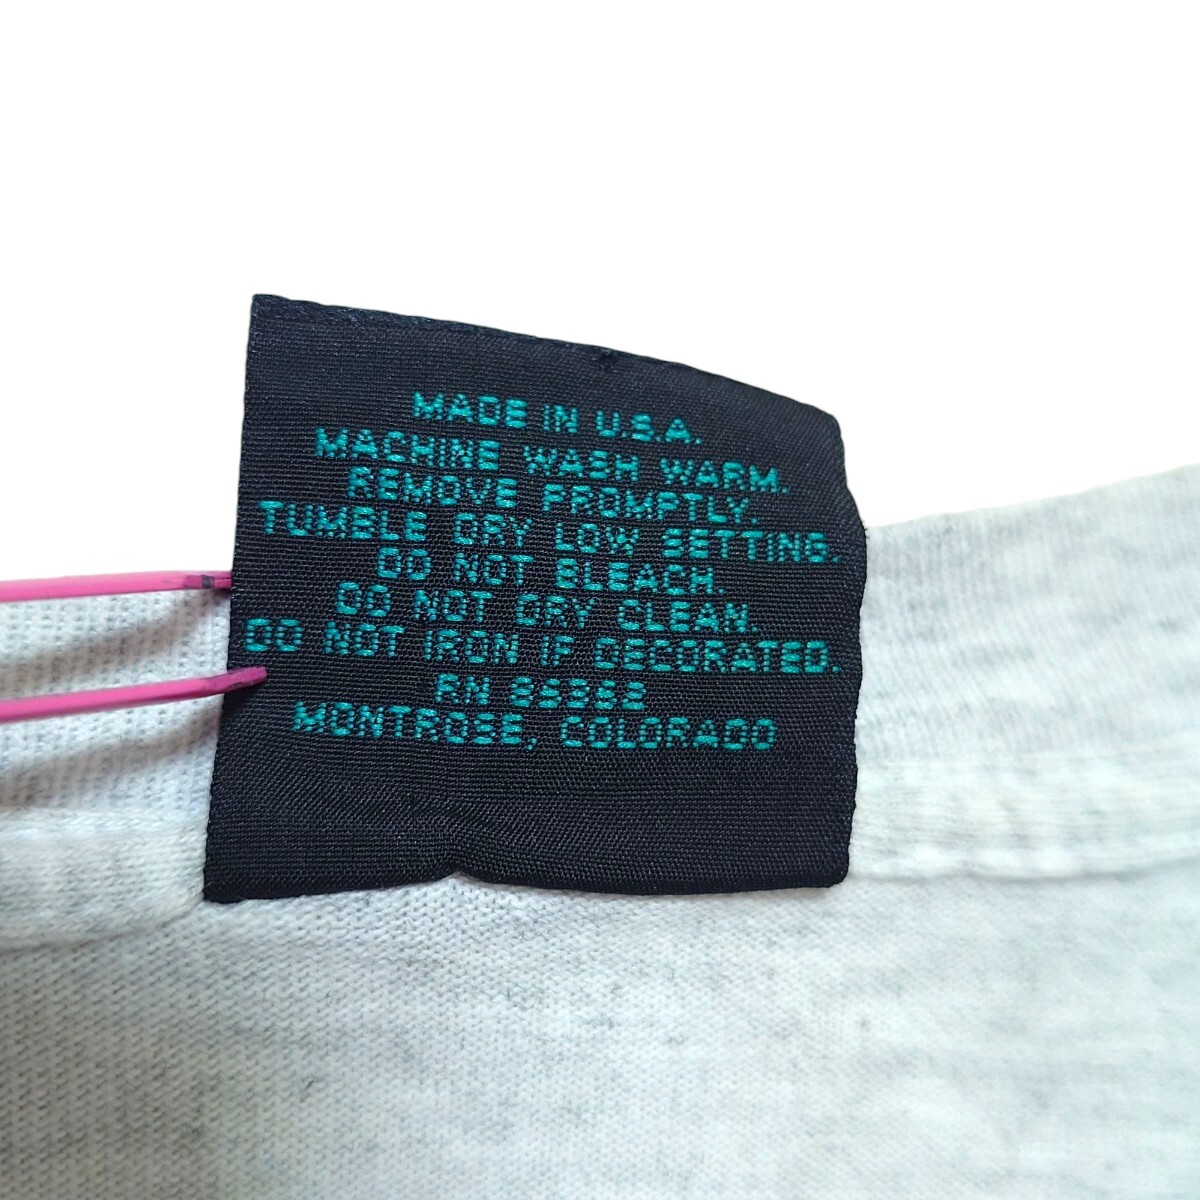 MADE IN U.S.A.
MACHINE WASH WARM.
REMOVE PROMPTLY.
TUMBLE DRY LOW SETTING.
DO NOT BLEACH.
DO NOT DRY CLEAN.
DO NOT IRON IF DECORATED.
RN 86368
MONTROSE, COLORADO